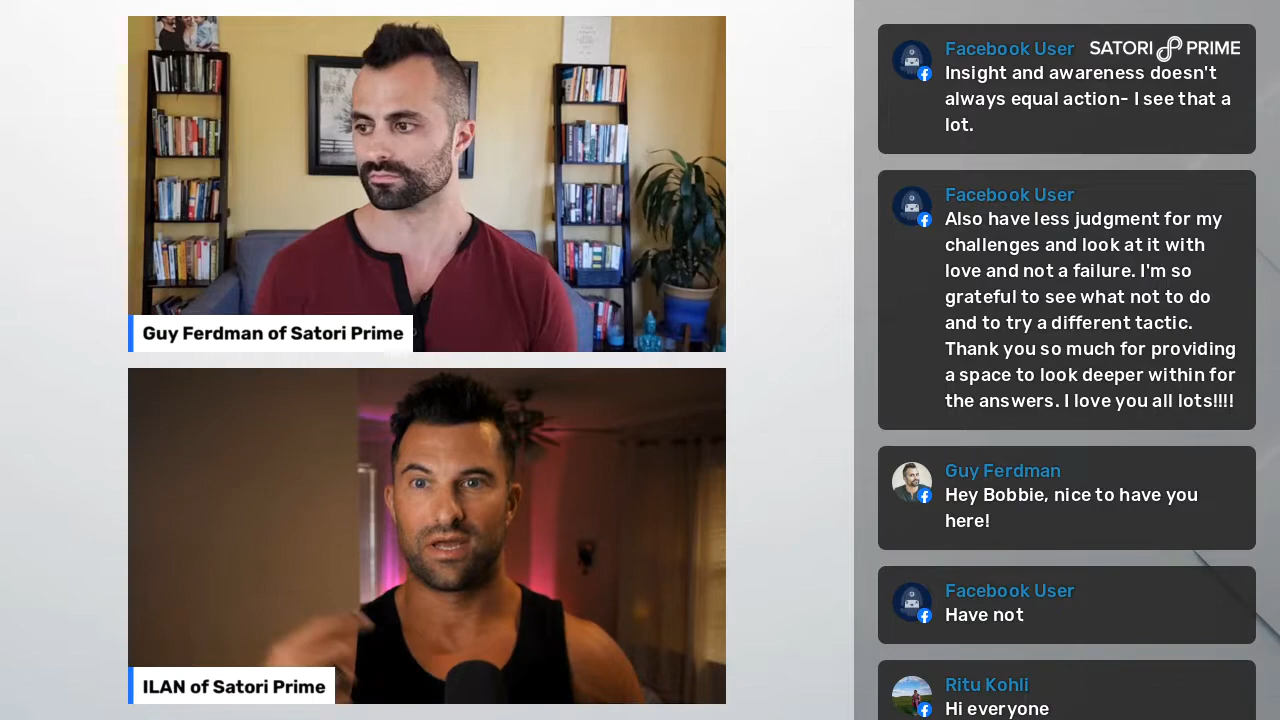 Guy Ferdman of Satori Prime
ILAN of Satori Prime
SATORI PRIME
Facebook User
Insight and awareness doesn't
always equal action- I see that a
lot.
Facebook User
Also have less judgment for my
challenges and look at it with
love and not a failure. I'm so
grateful to see what not to do
and to try a different tactic.
Thank you so much for providing
a space to look deeper within for
the answers. I love you all lots!!!!
Guy Ferdman
Hey Bobbie, nice to have you
here!
Facebook User
Have not
Ritu Kohli
Hi everyone